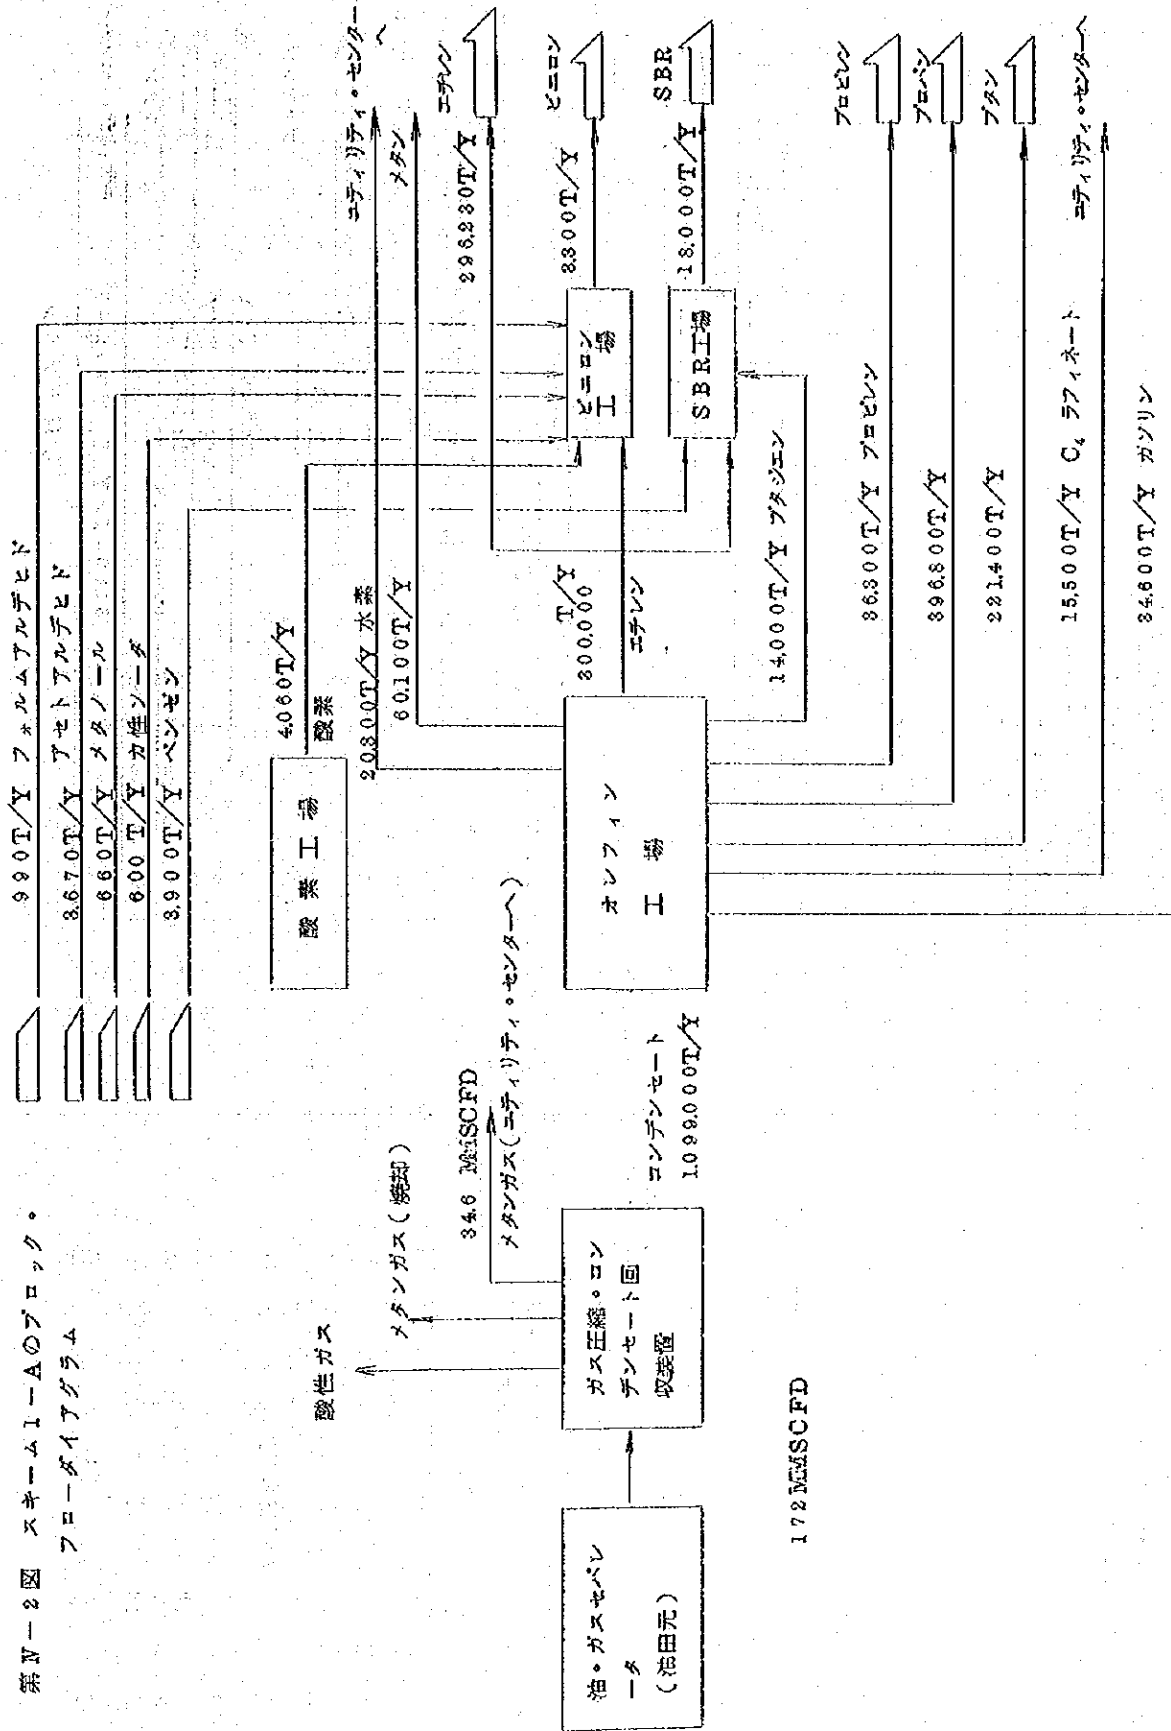 第Ⅳ-2図 スキーム1-Aのブロック・
フローダイアグラム
990T/Y フォルムアルデヒド
3,670T/Y アセトアルデヒド
660T/Y メタノール
600T/Y カ性ソーダ
3,900T/Y ベンゼン
酸素工場
4,060T/Y
酸素
20,300T/Y 水素
ユティリティ・センター
へ
60,100T/Y
メタン
296,230T/Y
エチレン
300,000
T/Y
エチレン
ビニロン
工場
3,300T/Y
ビニロン
SBR工場
18,000T/Y
SBR
14,000T/Y ブタジエン
オレフィン
工場
36,300T/Y プロピレン
プロピレン
396,800T/Y
プロパン
221,400T/Y
ブタン
15,500T/Y C₄ ラフィネート
ユティリティ・センターへ
34,600T/Y ガソリン
酸性ガス
メタンガス(焼却)
34.6 MMSCFD
メタンガス(ユティリティ・センターへ)
コンデンセート
1,099,000T/Y
ガス圧縮・コン
デンセート回
収装置
油・ガスセパレ
ータ
(油田元)
172MMSCFD